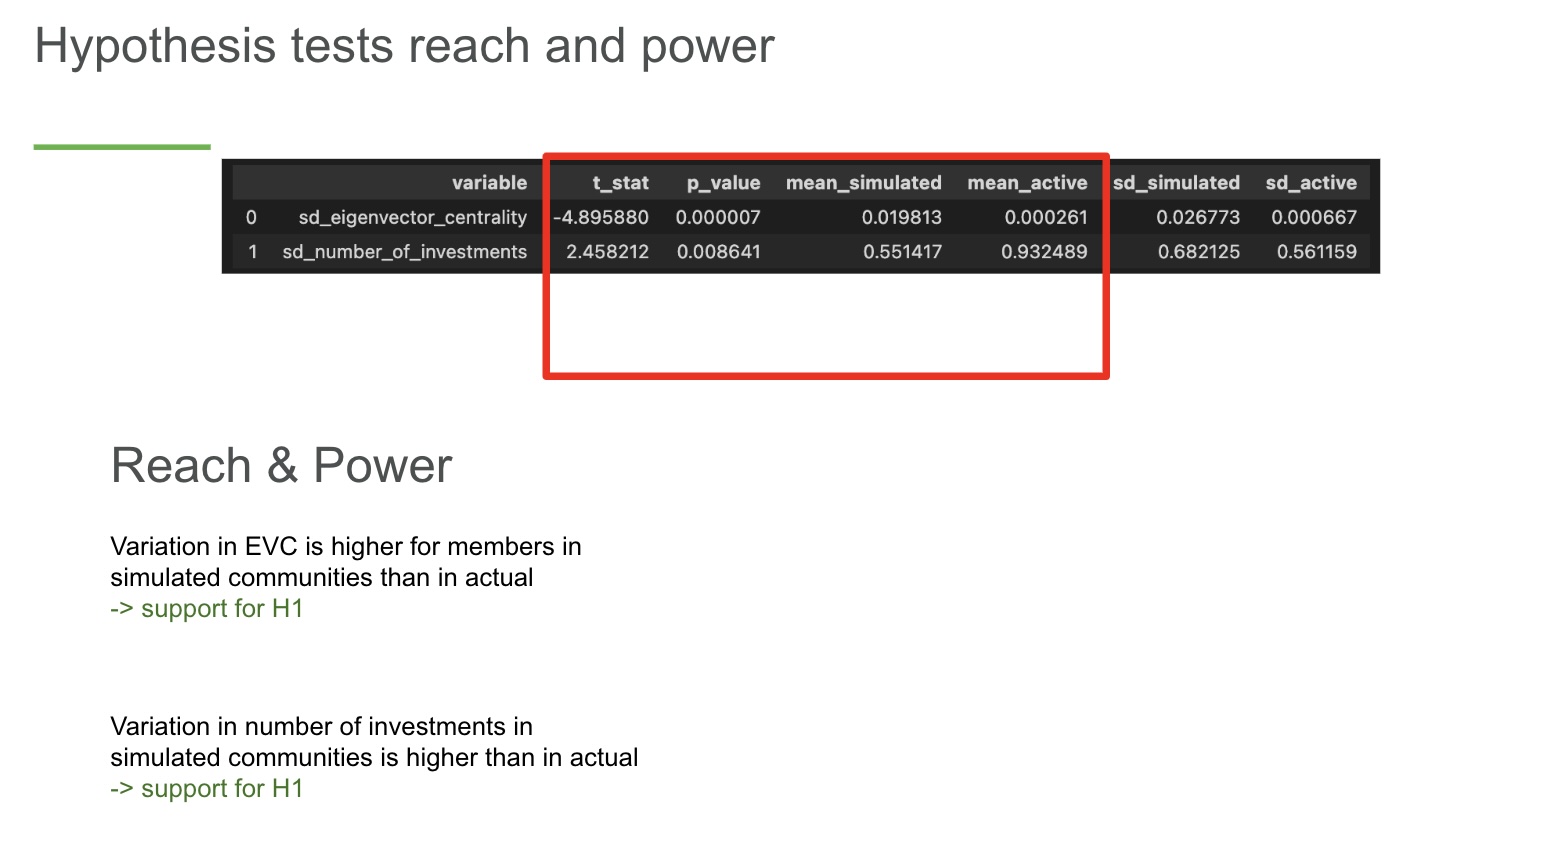 Hypothesis tests reach and power
variable t_stat p_value mean_simulated mean_active sd_simulated sd_active
0 sd_eigenvector_centrality -4.895880 0.000007 0.019813 0.000261 0.026773 0.000667
1 sd_number_of_investments 2.458212 0.008641 0.551417 0.932489 0.682125 0.561159
Reach & Power
Variation in EVC is higher for members in
simulated communities than in actual
-> support for H1
Variation in number of investments in
simulated communities is higher than in actual
-> support for H1